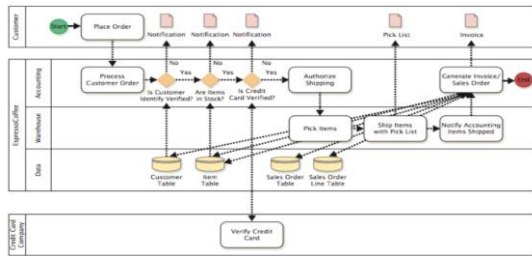 Customer
Start
Place Order
Notification
Notification
Notification
Pick List
Invoice
EspressoCoffee
Accounting
Process
Customer Order
No
No
No
Yes
Yes
Yes
Is Customer
Identify Verified?
Are Items
in Stock?
Is Credit
Card Verified?
Authorize
Shipping
Generate Invoice/
Sales Order
End
Warehouse
Pick Items
Ship Items
with Pick List
Notify Accounting
Items Shipped
Data
Customer
Table
Item
Table
Sales Order
Table
Sales Order
Line Table
Credit Card
Company
Verify Credit
Card